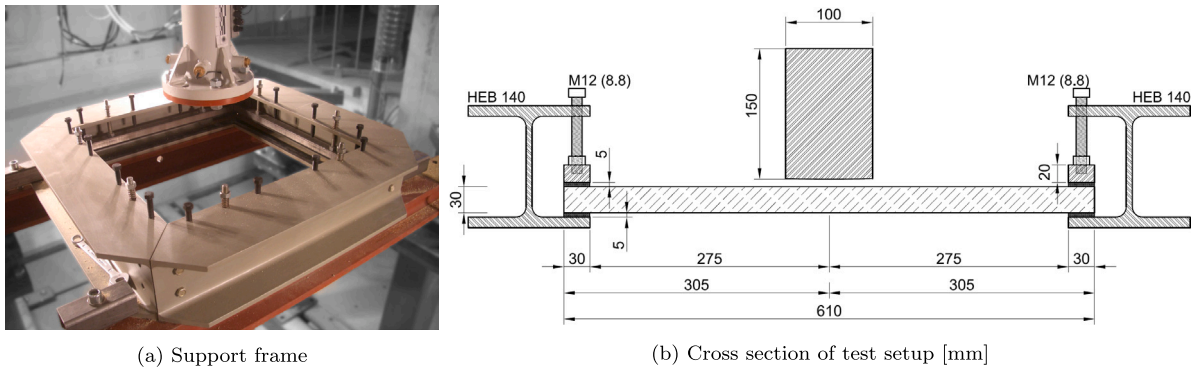 100
M12 (8.8)
M12 (8.8)
HEB 140
HEB 140
150
5
20
30
5
30
275
275
30
305
305
610
(a) Support frame
(b) Cross section of test setup [mm]